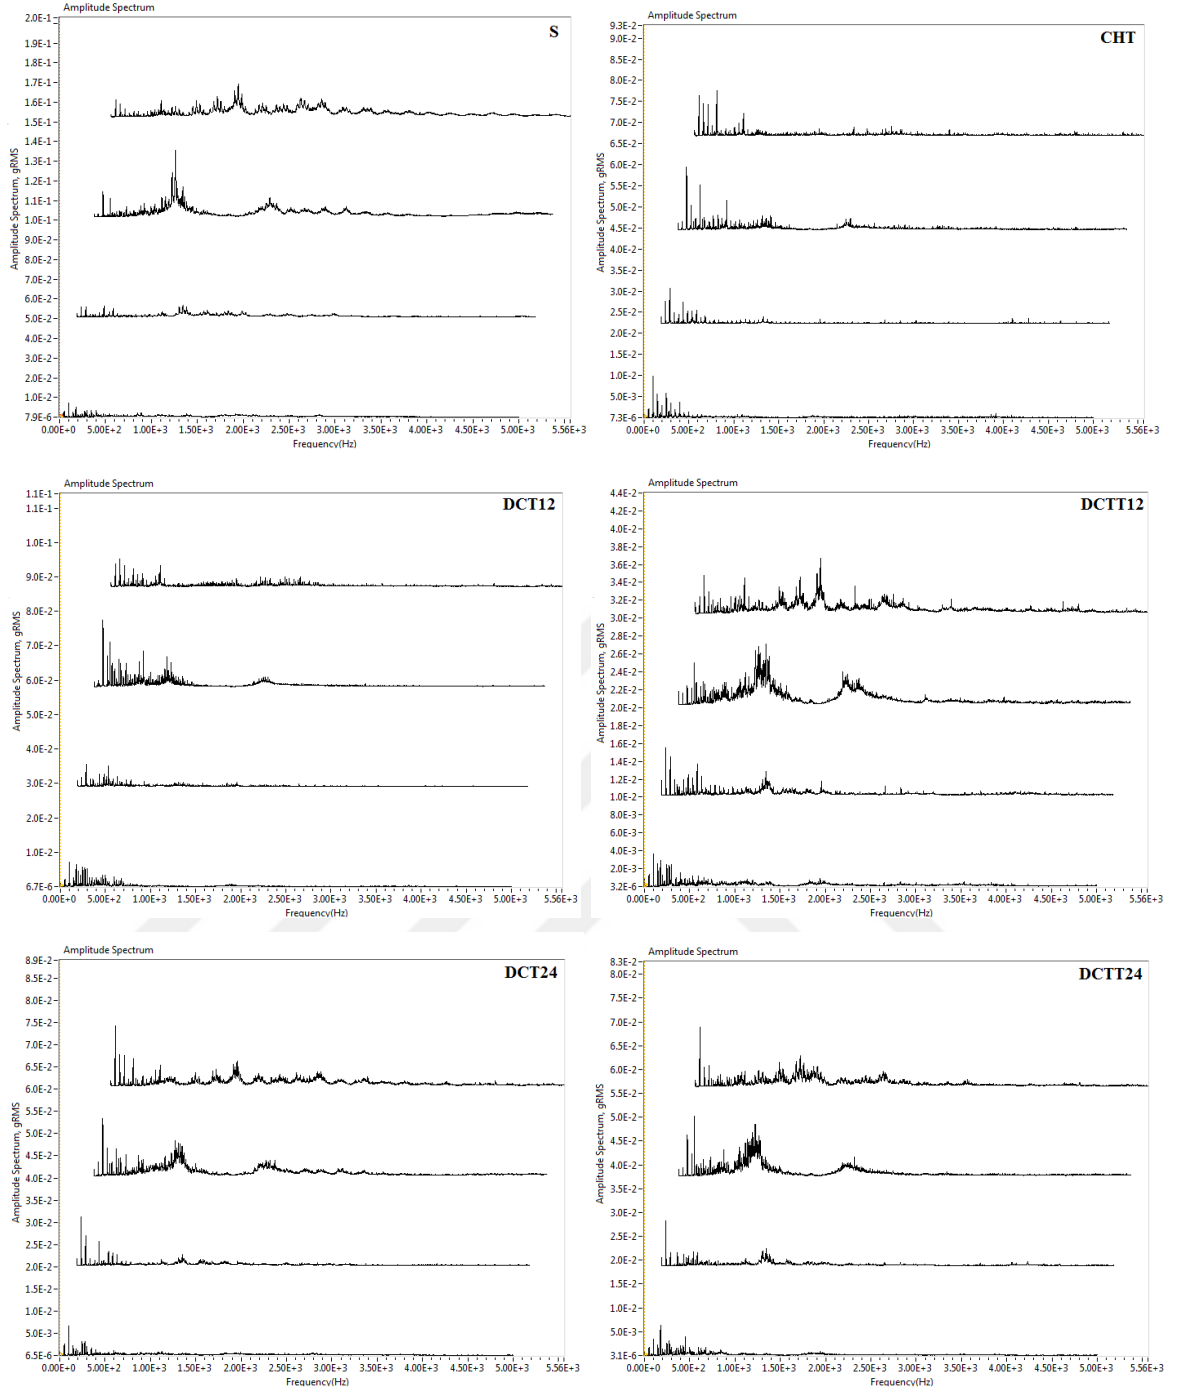 Amplitude Spectrum
S
2.0E-1
1.9E-1
1.8E-1
1.7E-1
1.6E-1
1.5E-1
1.4E-1
1.3E-1
1.2E-1
1.1E-1
1.0E-1
9.0E-2
8.0E-2
7.0E-2
6.0E-2
5.0E-2
4.0E-2
3.0E-2
2.0E-2
1.0E-2
7.9E-6
Amplitude Spectrum, gRMS
0.00E+0 5.00E+2 1.00E+3 1.50E+3 2.00E+3 2.50E+3 3.00E+3 3.50E+3 4.00E+3 4.50E+3 5.00E+3 5.56E+3
Frequency(Hz)
Amplitude Spectrum
CHT
9.3E-2
9.0E-2
8.5E-2
8.0E-2
7.5E-2
7.0E-2
6.5E-2
6.0E-2
5.5E-2
5.0E-2
4.5E-2
4.0E-2
3.5E-2
3.0E-2
2.5E-2
2.0E-2
1.5E-2
1.0E-2
5.0E-3
7.3E-6
Amplitude Spectrum, gRMS
0.00E+0 5.00E+2 1.00E+3 1.50E+3 2.00E+3 2.50E+3 3.00E+3 3.50E+3 4.00E+3 4.50E+3 5.00E+3 5.56E+3
Frequency(Hz)
Amplitude Spectrum
DCT12
1.1E-1
1.1E-1
1.0E-1
9.0E-2
8.0E-2
7.0E-2
6.0E-2
5.0E-2
4.0E-2
3.0E-2
2.0E-2
1.0E-2
6.7E-6
Amplitude Spectrum, gRMS
0.00E+0 5.00E+2 1.00E+3 1.50E+3 2.00E+3 2.50E+3 3.00E+3 3.50E+3 4.00E+3 4.50E+3 5.00E+3 5.56E+3
Frequency(Hz)
Amplitude Spectrum
DCTT12
4.4E-2
4.2E-2
4.0E-2
3.8E-2
3.6E-2
3.4E-2
3.2E-2
3.0E-2
2.8E-2
2.6E-2
2.4E-2
2.2E-2
2.0E-2
1.8E-2
1.6E-2
1.4E-2
1.2E-2
1.0E-2
8.0E-3
6.0E-3
4.0E-3
2.0E-3
3.2E-6
Amplitude Spectrum, gRMS
0.00E+0 5.00E+2 1.00E+3 1.50E+3 2.00E+3 2.50E+3 3.00E+3 3.50E+3 4.00E+3 4.50E+3 5.00E+3 5.56E+3
Frequency(Hz)
Amplitude Spectrum
DCT24
8.9E-2
8.5E-2
8.0E-2
7.5E-2
7.0E-2
6.5E-2
6.0E-2
5.5E-2
5.0E-2
4.5E-2
4.0E-2
3.5E-2
3.0E-2
2.5E-2
2.0E-2
1.5E-2
1.0E-2
5.0E-3
6.5E-6
Amplitude Spectrum, gRMS
0.00E+0 5.00E+2 1.00E+3 1.50E+3 2.00E+3 2.50E+3 3.00E+3 3.50E+3 4.00E+3 4.50E+3 5.00E+3 5.56E+3
Frequency(Hz)
Amplitude Spectrum
DCTT24
8.3E-2
8.0E-2
7.5E-2
7.0E-2
6.5E-2
6.0E-2
5.5E-2
5.0E-2
4.5E-2
4.0E-2
3.5E-2
3.0E-2
2.5E-2
2.0E-2
1.5E-2
1.0E-2
5.0E-3
3.1E-6
Amplitude Spectrum, gRMS
0.00E+0 5.00E+2 1.00E+3 1.50E+3 2.00E+3 2.50E+3 3.00E+3 3.50E+3 4.00E+3 4.50E+3 5.00E+3 5.56E+3
Frequency(Hz)